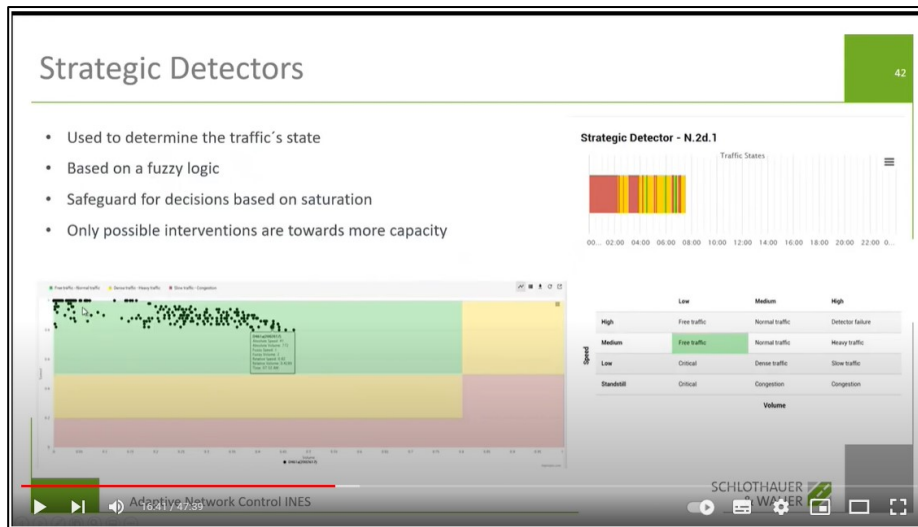 Strategic Detectors
42
• Used to determine the traffic´s state
• Based on a fuzzy logic
• Safeguard for decisions based on saturation
• Only possible interventions are towards more capacity
Strategic Detector - N.2d.1
Traffic States
00... 02:00 04:00 06:00 08:00 10:00 12:00 14:00 16:00 18:00 20:00 22:00 0...
Free traffic - Normal traffic Dense traffic - Heavy traffic Slow traffic - Congestion
Low Medium High
High Free traffic Normal traffic Detector failure
Medium Free traffic Normal traffic Heavy traffic
Low Critical Dense traffic Slow traffic
Standstill Critical Congestion Congestion
Speed
Volume
SCHLOTHAUER
& WAUER
Adaptive Network Control INES
16:41 / 47:39